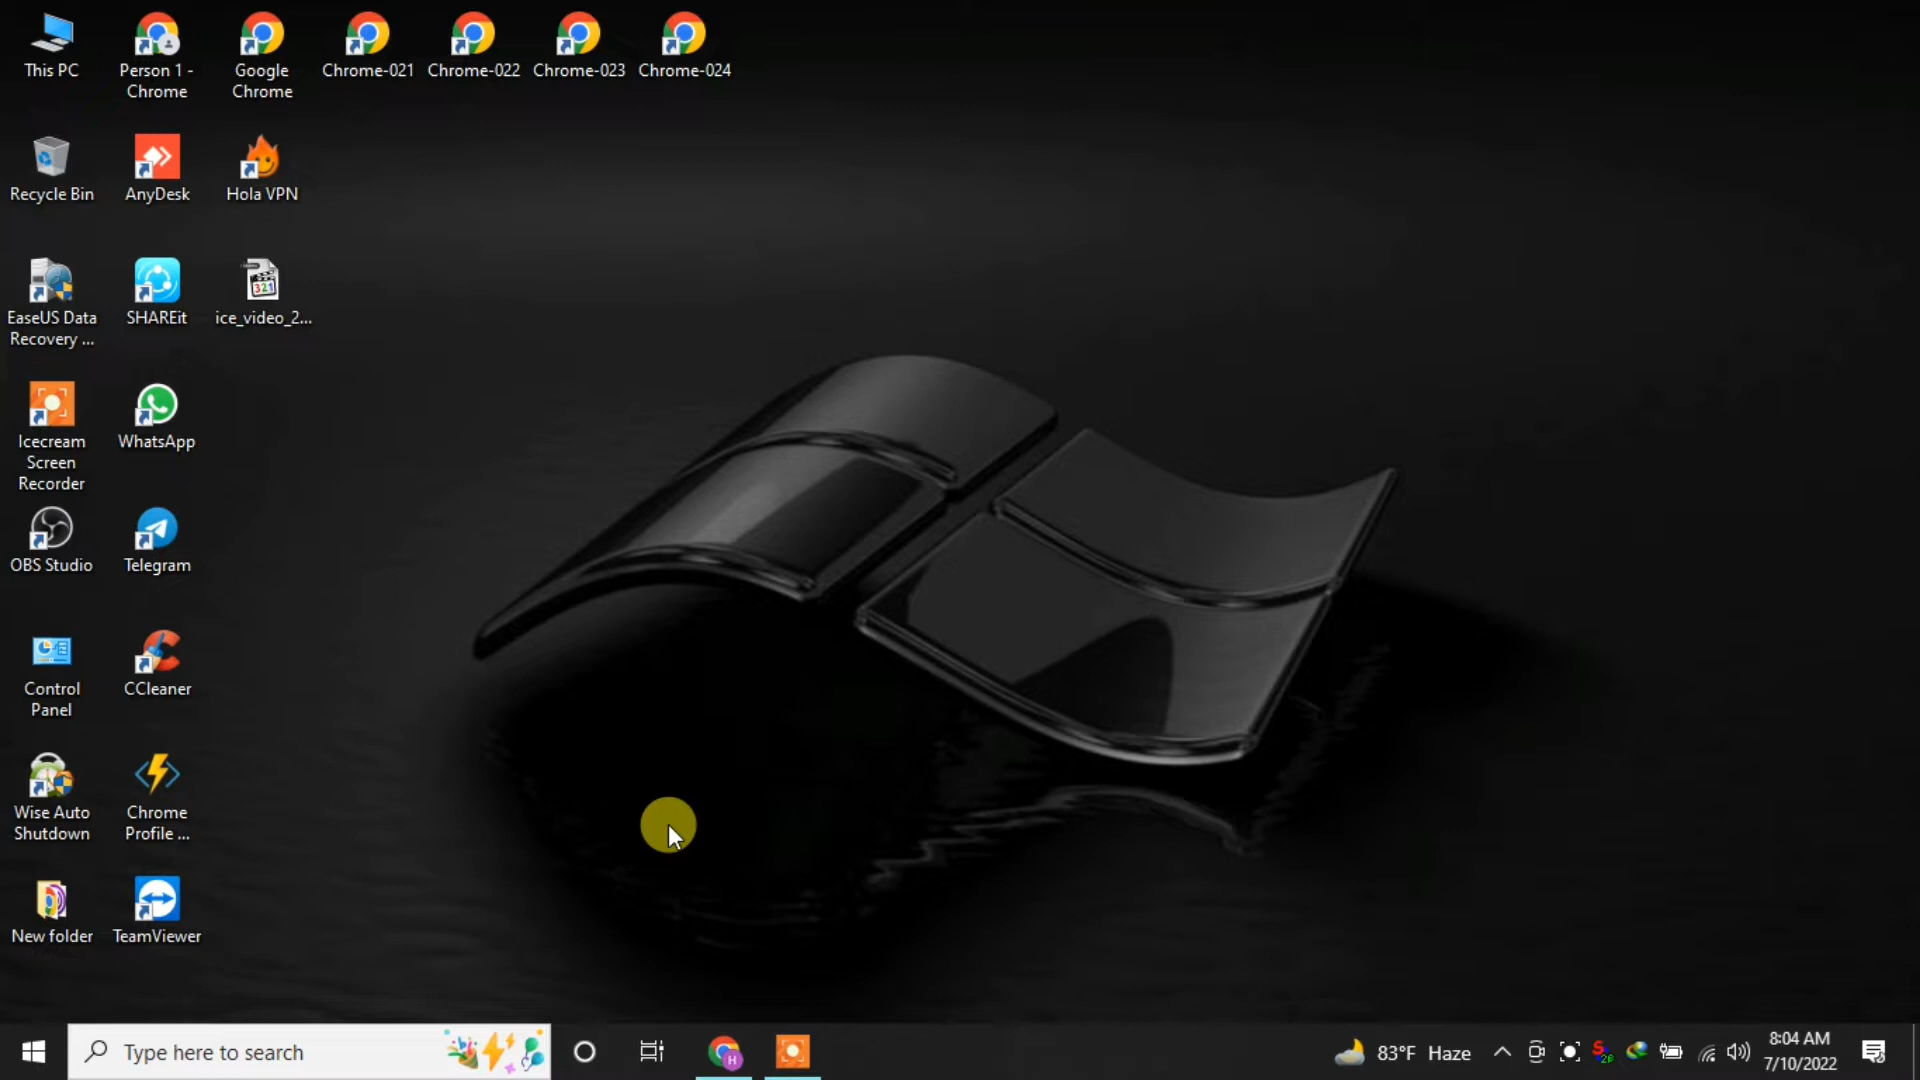 This PC
Person 1 -
Chrome
Google
Chrome
Chrome-021
Chrome-022
Chrome-023
Chrome-024
Recycle Bin
AnyDesk
Hola VPN
EaseUS Data
Recovery ...
SHAREit
321
ice_video_2...
Icecream
Screen
Recorder
WhatsApp
OBS Studio
Telegram
Control
Panel
CCleaner
Wise Auto
Shutdown
Chrome
Profile ...
New folder
TeamViewer
Type here to search
H
83°F Haze
S
28
8:04 AM
7/10/2022